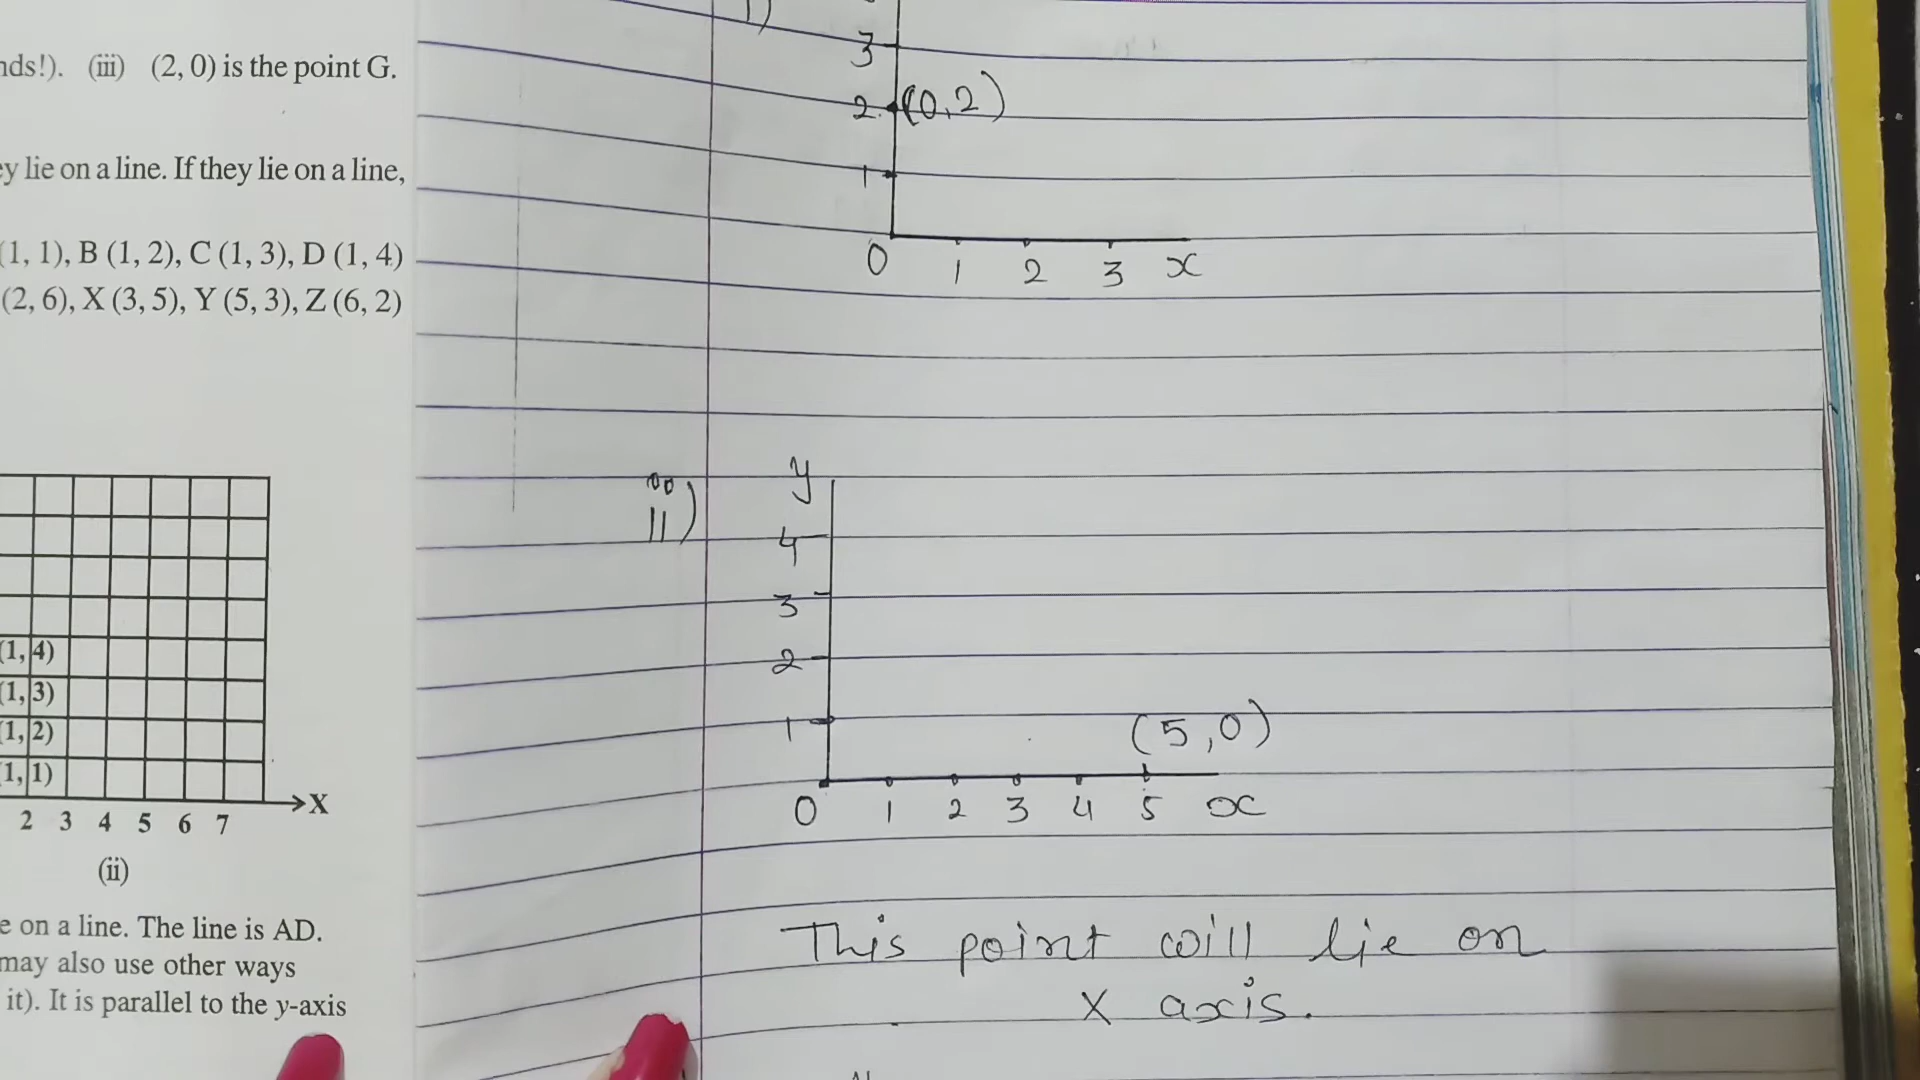 nds!). (iii) (2, 0) is the point G.
y lie on a line. If they lie on a line,
(1, 1), B (1, 2), C (1, 3), D (1, 4)
(2, 6), X (3, 5), Y (5, 3), Z (6, 2)
(1, 4)
(1, 3)
(1, 2)
(1, 1)
X
2 3 4 5 6 7
(ii)
e on a line. The line is AD.
may also use other ways
it). It is parallel to the y-axis
3
2 (0,2)
1
0 1 2 3 x
ii) y
4
3
2
1 (5,0)
0 1 2 3 4 5 x
This point will lie on
X axis.